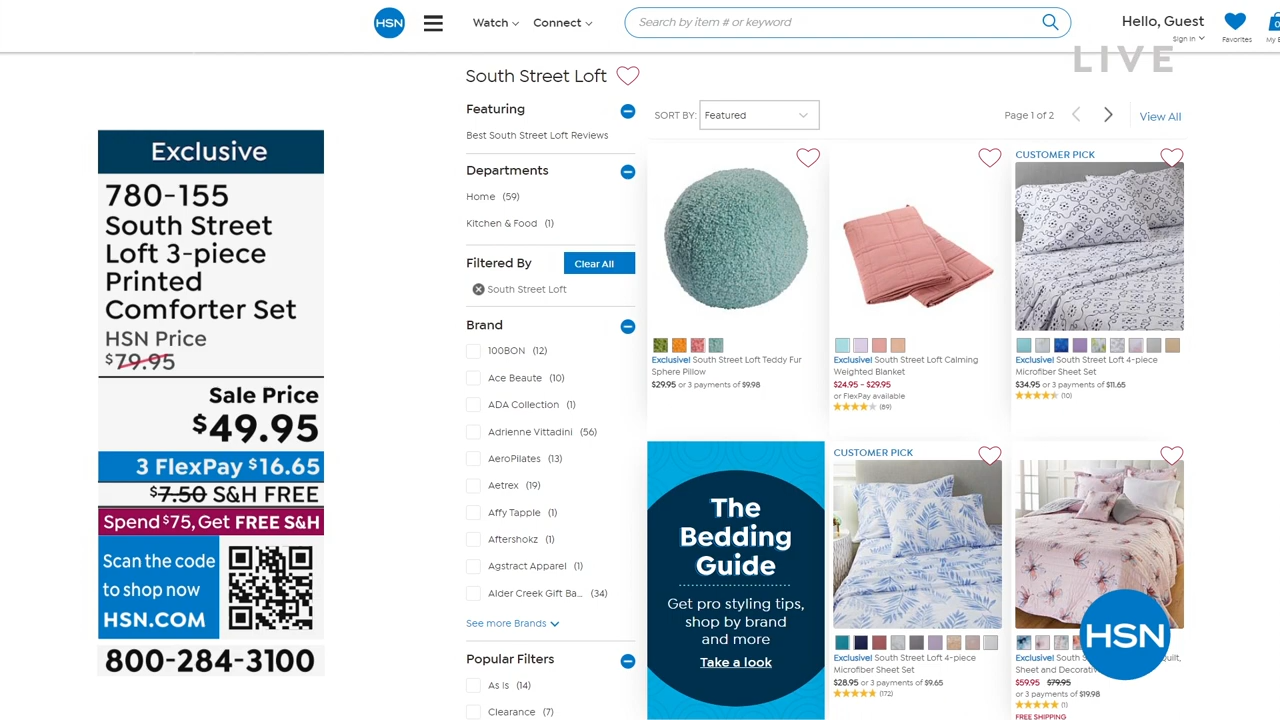 HSN
Watch
Connect
Search by item # or keyword
Hello, Guest
Sign In
Favorites
0
LIVE
Exclusive
780-155
South Street
Loft 3-piece
Printed
Comforter Set
HSN Price
$79.95
Sale Price
$49.95
3 FlexPay $16.65
$7.50 S&H FREE
Spend $75, Get FREE S&H
Scan the code
to shop now
HSN.COM
800-284-3100
South Street Loft
Featuring
Best South Street Loft Reviews
Departments
Home (59)
Kitchen & Food (1)
Filtered By
Clear All
South Street Loft
Brand
100BON (12)
Ace Beaute (10)
ADA Collection (1)
Adrienne Vittadini (56)
AeroPilates (13)
Aetrex (19)
Affy Tapple (1)
Aftershokz (1)
Agstract Apparel (1)
Alder Creek Gift Ba... (34)
See more Brands
Popular Filters
As Is (14)
Clearance (7)
SORT BY: Featured
Page 1 of 2
View All
Exclusive! South Street Loft Teddy Fur
Sphere Pillow
$29.95 or 3 payments of $9.98
Exclusive! South Street Loft Calming
Weighted Blanket
$24.95 - $29.95
or FlexPay available
(89)
CUSTOMER PICK
Exclusive! South Street Loft 4-piece
Microfiber Sheet Set
$34.95 or 3 payments of $11.65
(10)
The
Bedding
Guide
Get pro styling tips,
shop by brand
and more
Take a look
CUSTOMER PICK
Exclusive! South Street Loft 4-piece
Microfiber Sheet Set
$28.95 or 3 payments of $9.65
(172)
Exclusive! South S
Quilt,
Sheet and Decorativ
$59.95 $79.95
or 3 payments of $19.98
(1)
FREE SHIPPING
HSN